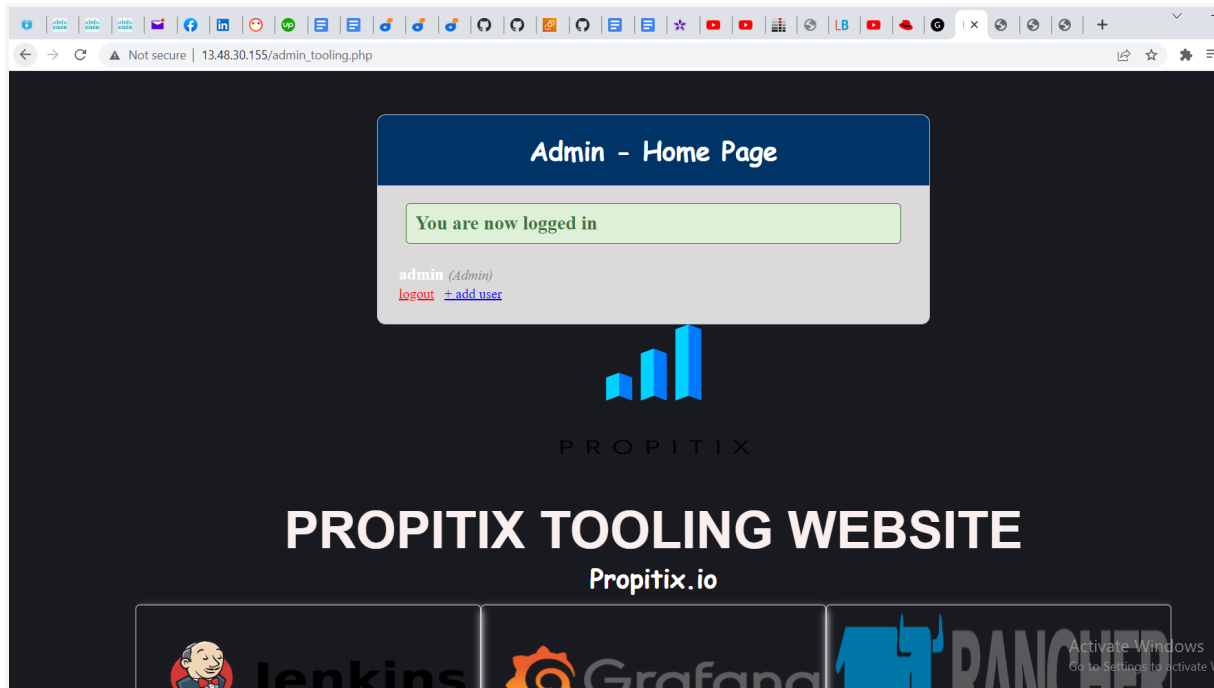 Not secure | 13.48.30.155/admin_tooling.php
Admin - Home Page
You are now logged in
admin (Admin)
logout + add user
PROPITIX
PROPITIX TOOLING WEBSITE
Propitix.io
Jenkins
Grafana
RANCHER
Activate Windows
Go to Settings to activate